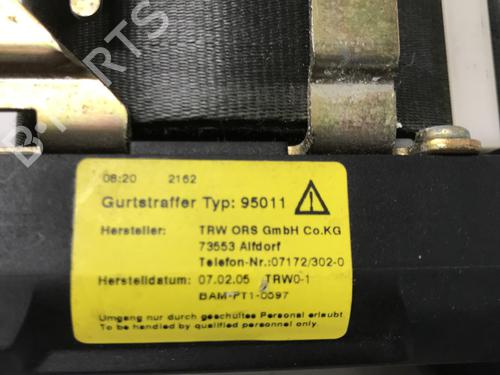 08:20 2162
Gurtstraffer Typ: 95011
Hersteller: TRW ORS GmbH Co.KG
73553 Alfdorf
Telefon-Nr.:07172/302-0
Herstelldatum: 07.02.05 TRW0-1
BAM-PT1-0597
Umgang nur durch geschultes Personal erlaubt
To be handled by qualified personnel only.
B-PARTS